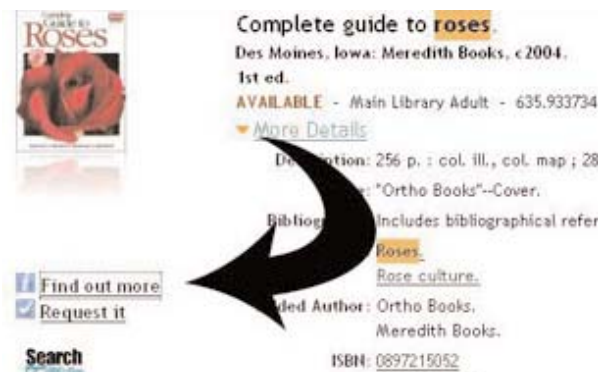 Complete
Guide to
Roses
Complete guide to roses.
Des Moines, Iowa: Meredith Books, c2004.
1st ed.
AVAILABLE - Main Library Adult - 635.933734
More Details
Description: 256 p. : col. ill., col. map ; 28
"Ortho Books"--Cover.
Includes bibliographical refer
Roses.
Rose culture.
Find out more
Request it
Author: Ortho Books.
Meredith Books.
Search
ISBN: 0897215052